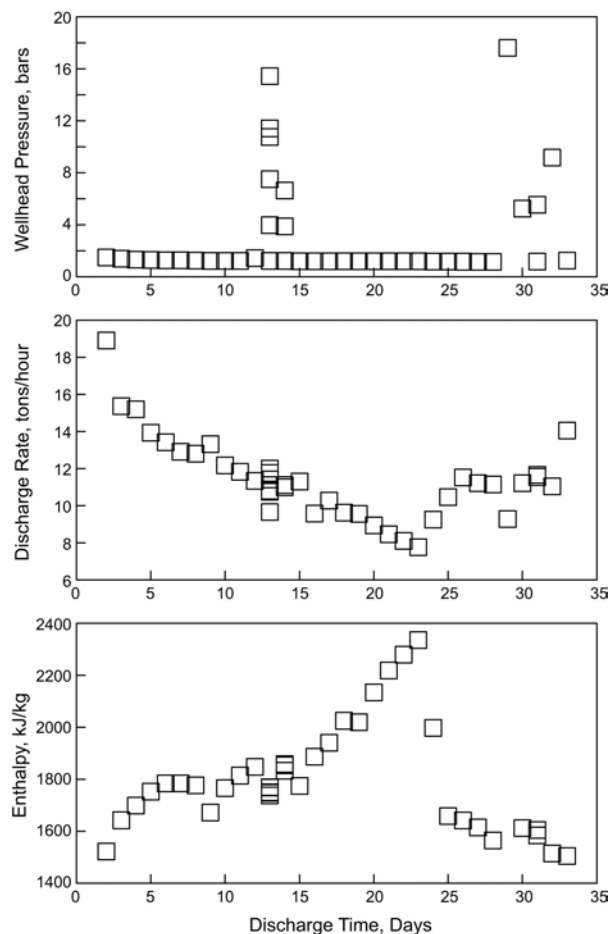 Wellhead Pressure, bars
20
16
12
8
4
0
0 5 10 15 20 25 30 35
Discharge Rate, tons/hour
20
18
16
14
12
10
8
6
0 5 10 15 20 25 30 35
Enthalpy, kJ/kg
2400
2200
2000
1800
1600
1400
0 5 10 15 20 25 30 35
Discharge Time, Days